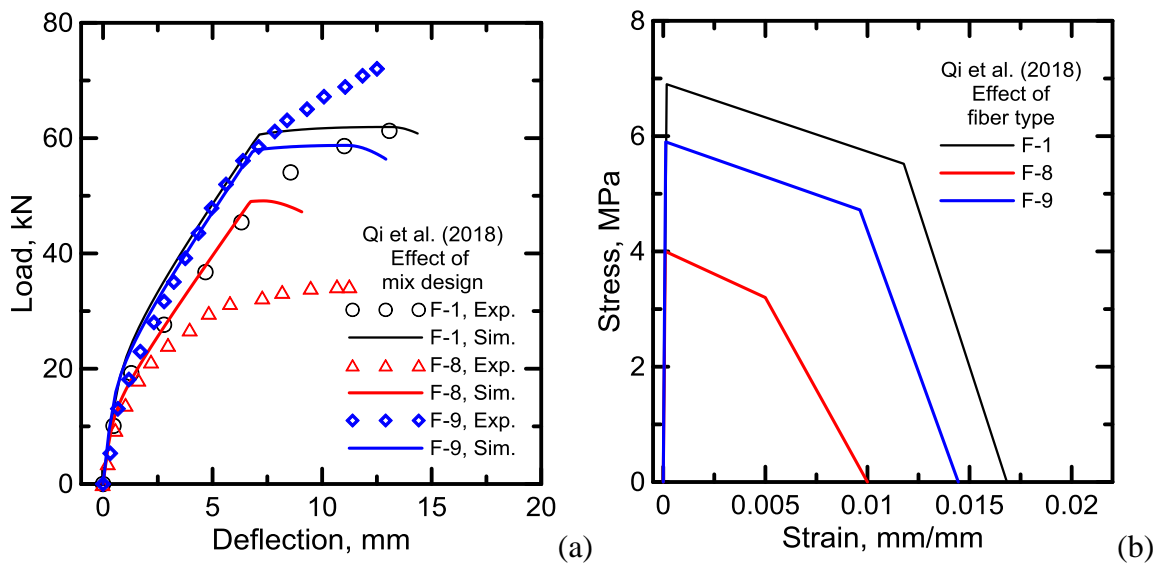 80
60
40
20
0
0
5
10
15
20
Load, kN
Deflection, mm
Qi et al. (2018)
Effect of
mix design
F-1, Exp.
F-1, Sim.
F-8, Exp.
F-8, Sim.
F-9, Exp.
F-9, Sim.
(a)
8
6
4
2
0
0
0.005
0.01
0.015
0.02
Stress, MPa
Strain, mm/mm
Qi et al. (2018)
Effect of
fiber type
F-1
F-8
F-9
(b)